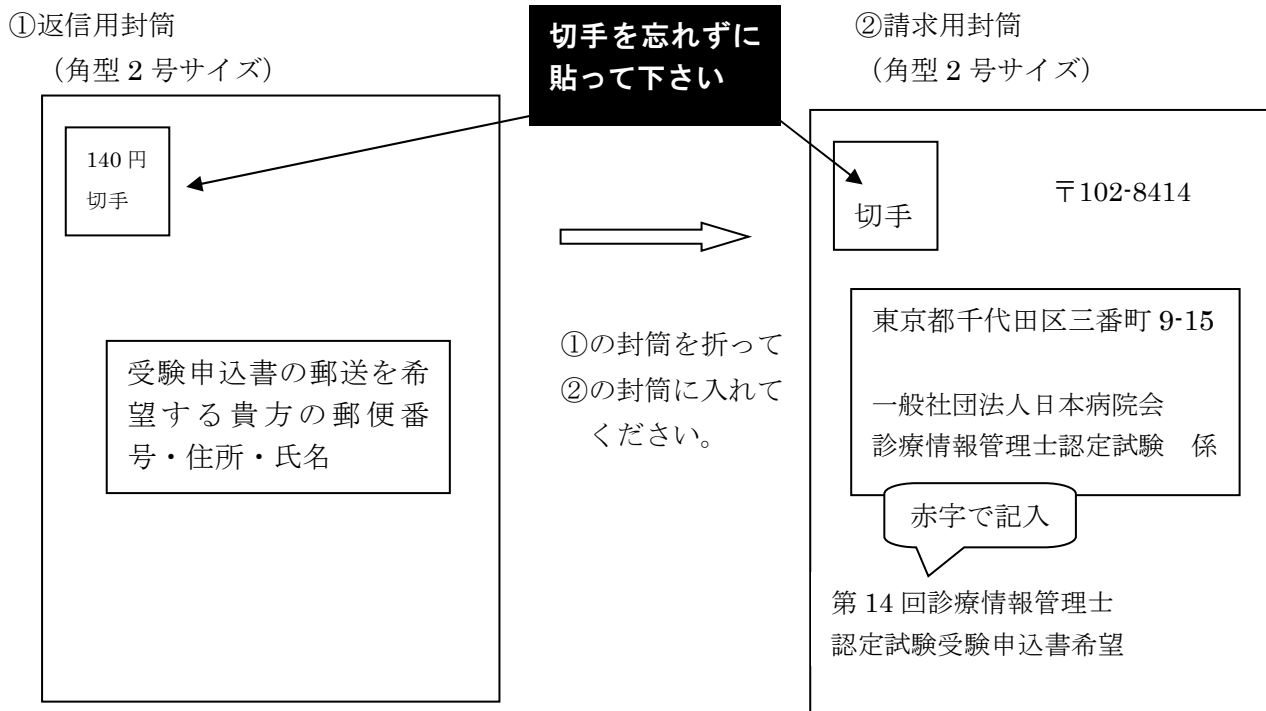 ①返信用封筒
（角型 2 号サイズ）
140 円
切手
受験申込書の郵送を希
望する貴方の郵便番
号・住所・氏名
切手を忘れずに
貼って下さい
①の封筒を折って
②の封筒に入れて
ください。
②請求用封筒
（角型 2 号サイズ）
切手
〒102-8414
東京都千代田区三番町 9-15
一般社団法人日本病院会
診療情報管理士認定試験　係
赤字で記入
第 14 回診療情報管理士
認定試験受験申込書希望